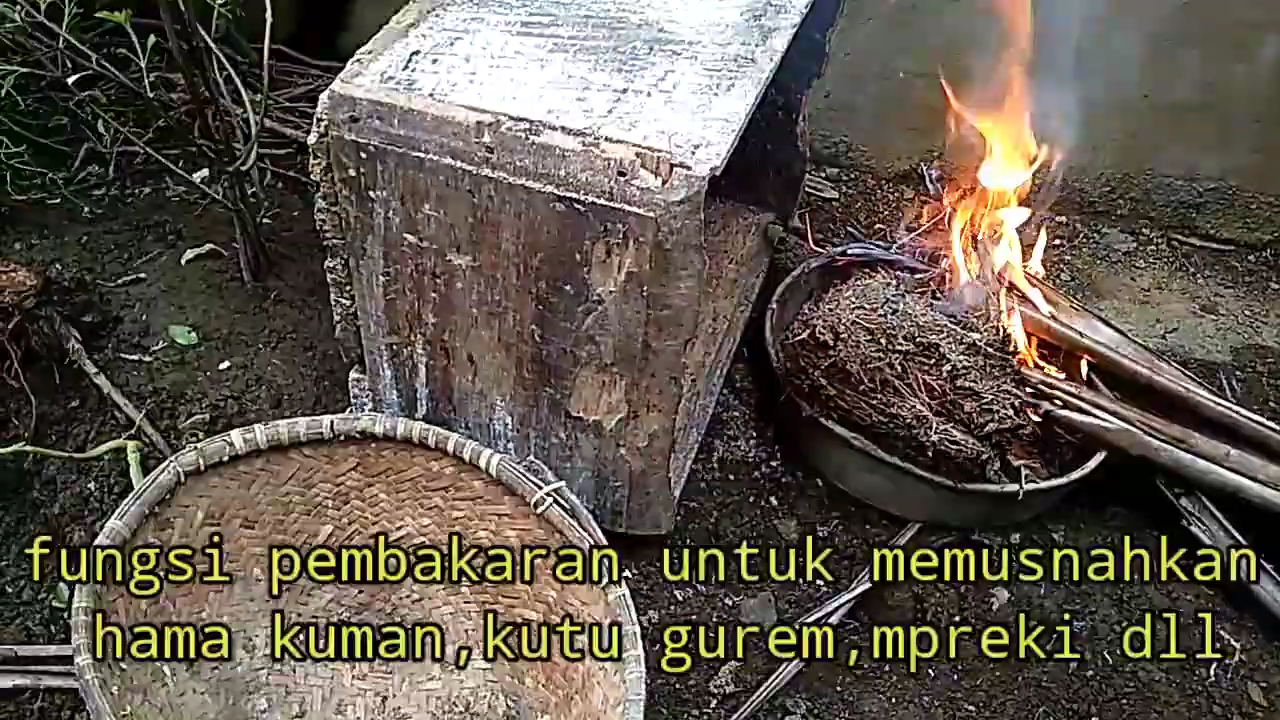 fungsi pembakaran untuk memusnahkan
hama kuman,kutu gurem,mpreki dll